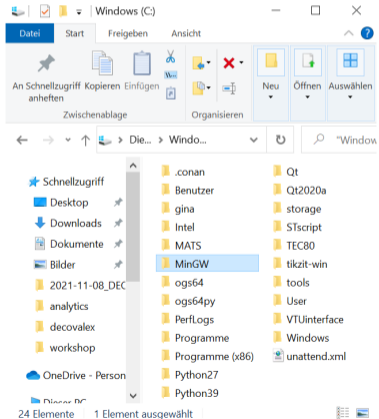 Windows (C:)
Datei Start Freigeben Ansicht
An Schnellzugriff anheften Kopieren Einfügen
Neu Öffnen Auswählen
Zwischenablage Organisieren
Die... Windo... "Window
Schnellzugriff
Desktop
Downloads
Dokumente
Bilder
2021-11-08_DEC
analytics
decovalex
workshop
OneDrive - Person
Dieser PC
.conan
Benutzer
gina
Intel
MATS
MinGW
ogs64
ogs64py
PerfLogs
Programme
Programme (x86)
Python27
Python39
Qt
Qt2020a
storage
STscript
TEC80
tikzit-win
tools
User
VTUinterface
Windows
unattend.xml
24 Elemente 1 Element ausgewählt